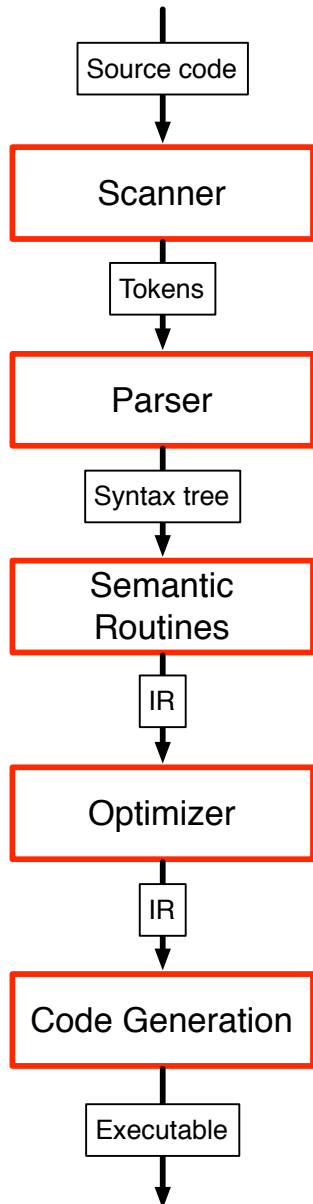 Source code
Scanner
Tokens
Parser
Syntax tree
Semantic
Routines
IR
Optimizer
IR
Code Generation
Executable